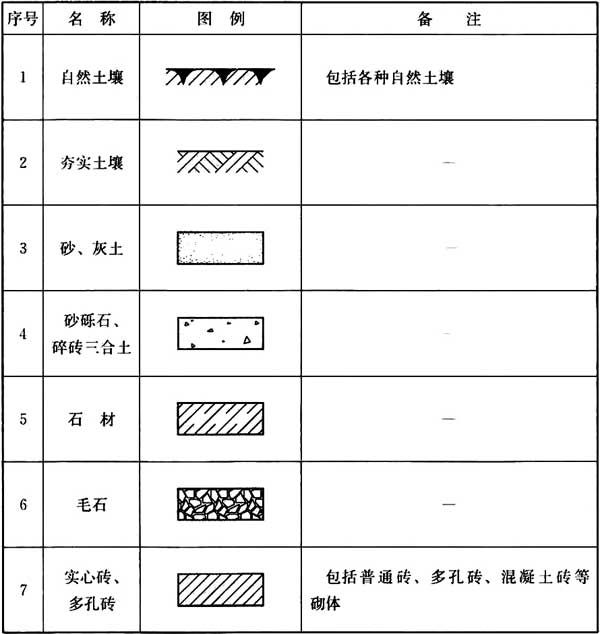 序号 名 称 图 例 备 注
1 自然土壤 包括各种自然土壤
2 夯实土壤 —
3 砂、灰土 —
4 砂砾石、
碎砖三合土 —
5 石 材 —
6 毛石 —
7 实心砖、
多孔砖 包括普通砖、多孔砖、混凝土砖等
砌体